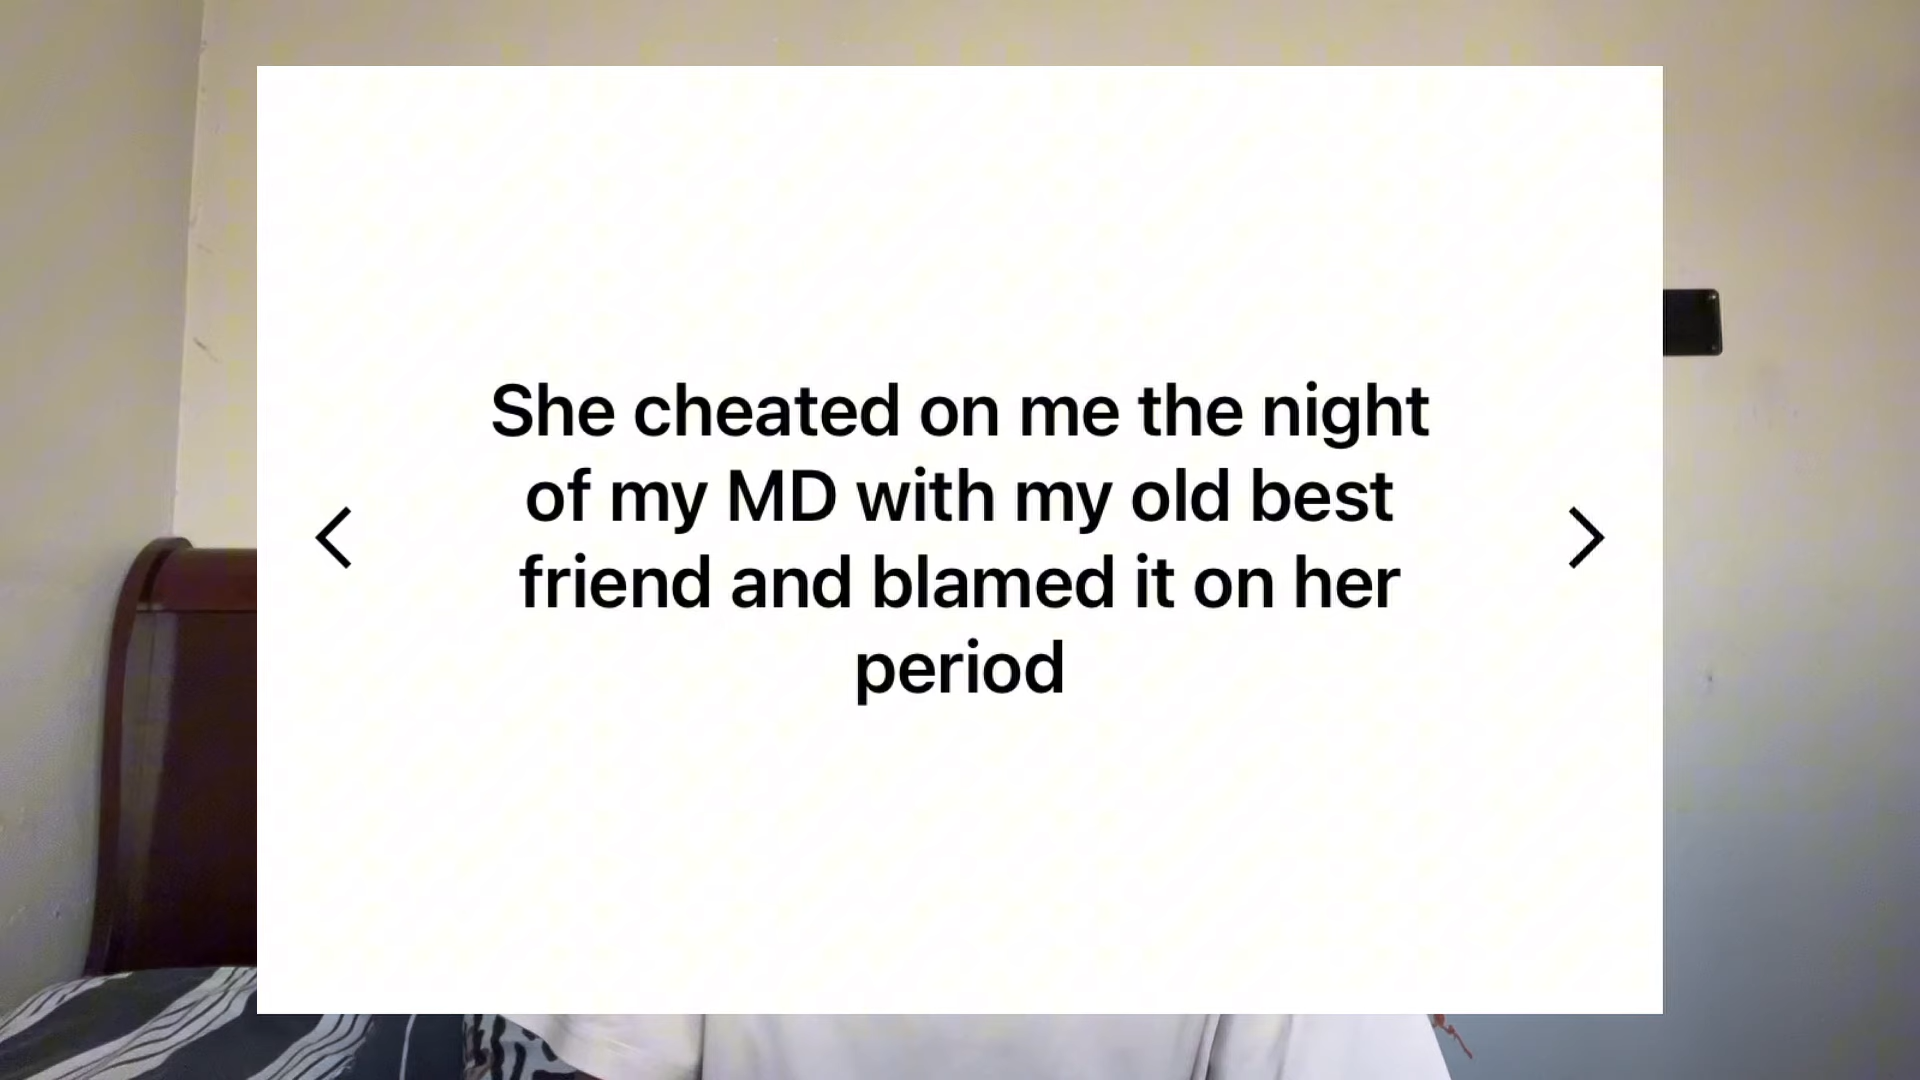 She cheated on me the night
of my MD with my old best
friend and blamed it on her
period